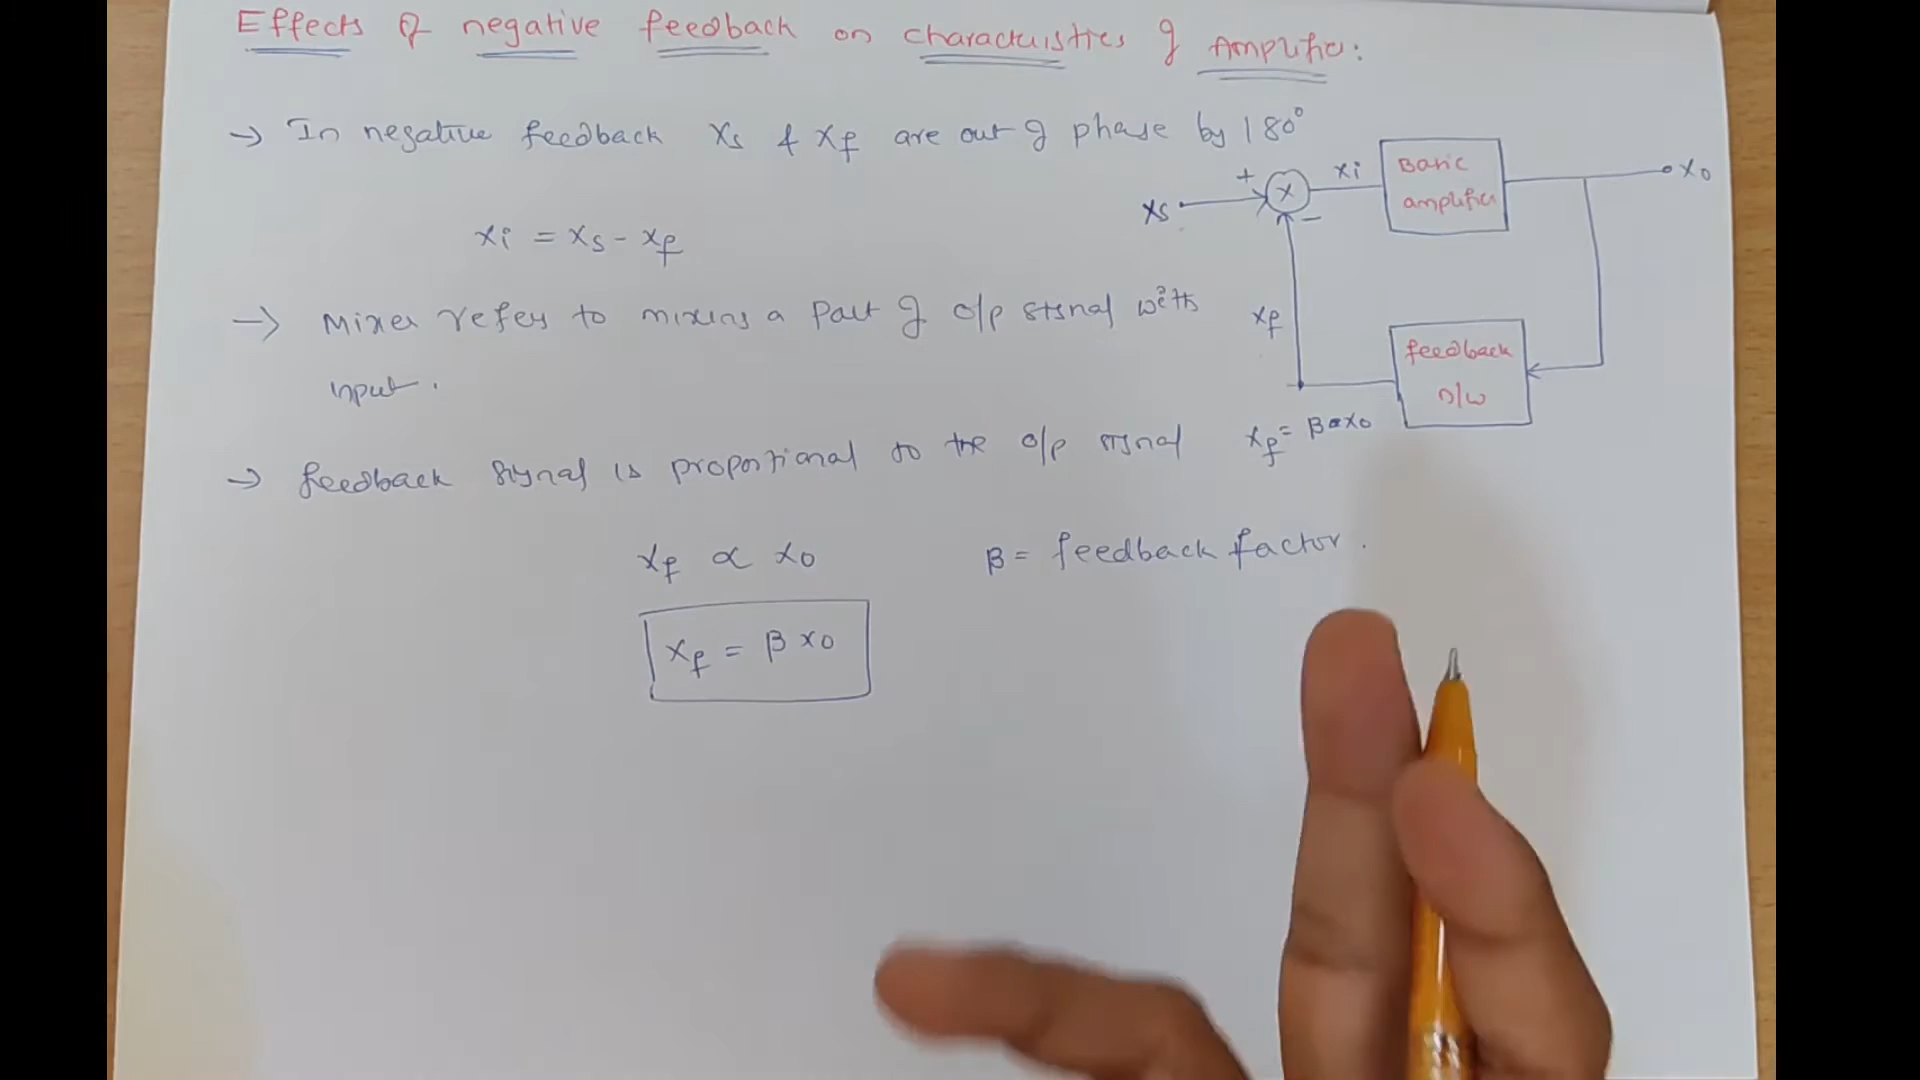 Effects of negative feedback on characteristics of Amplifier:
→ In negative feedback Xs & Xf are out of phase by 180°
Xi = Xs - Xf
→ Mixer refers to mixing a part of o/p signal with
input.
→ feedback signal is proportional to the o/p signal
Xf ∝ Xo
β = feedback factor.
Xf = β Xo
Xs
+
X
-
Xi
Basic
amplifier
Xo
Xf
feedback
n/w
Xf = β Xo